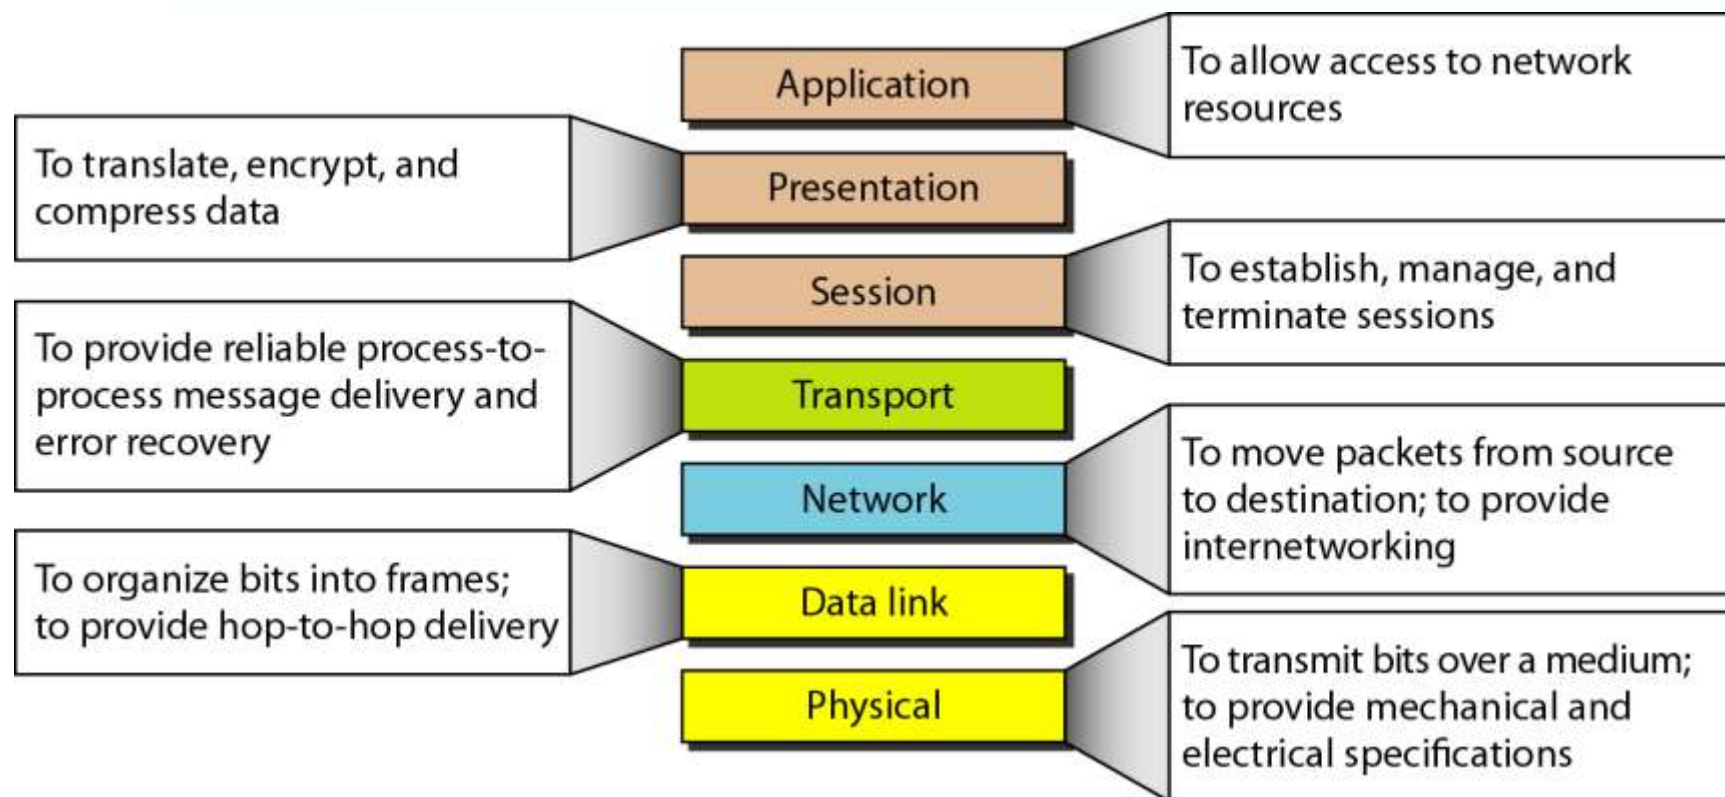 Application
To allow access to network
resources
To translate, encrypt, and
compress data
Presentation
Session
To establish, manage, and
terminate sessions
To provide reliable process-to-
process message delivery and
error recovery
Transport
Network
To move packets from source
to destination; to provide
internetworking
To organize bits into frames;
to provide hop-to-hop delivery
Data link
Physical
To transmit bits over a medium;
to provide mechanical and
electrical specifications